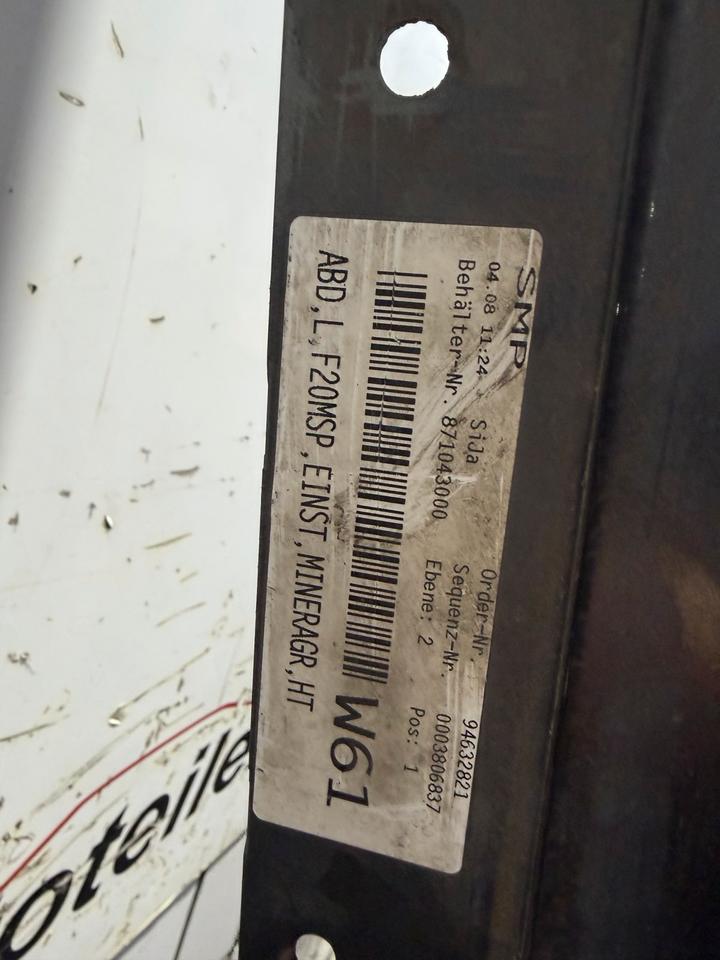 SMP
04.08 11:24 Sija Order-Nr. 94632821
Behälter-Nr. 871043000 Sequenz-Nr. 0003806837
Ebene: 2 Pos: 1
W61
ABD,L,F20MSP,EINST,MINERAGR,HT
oteile